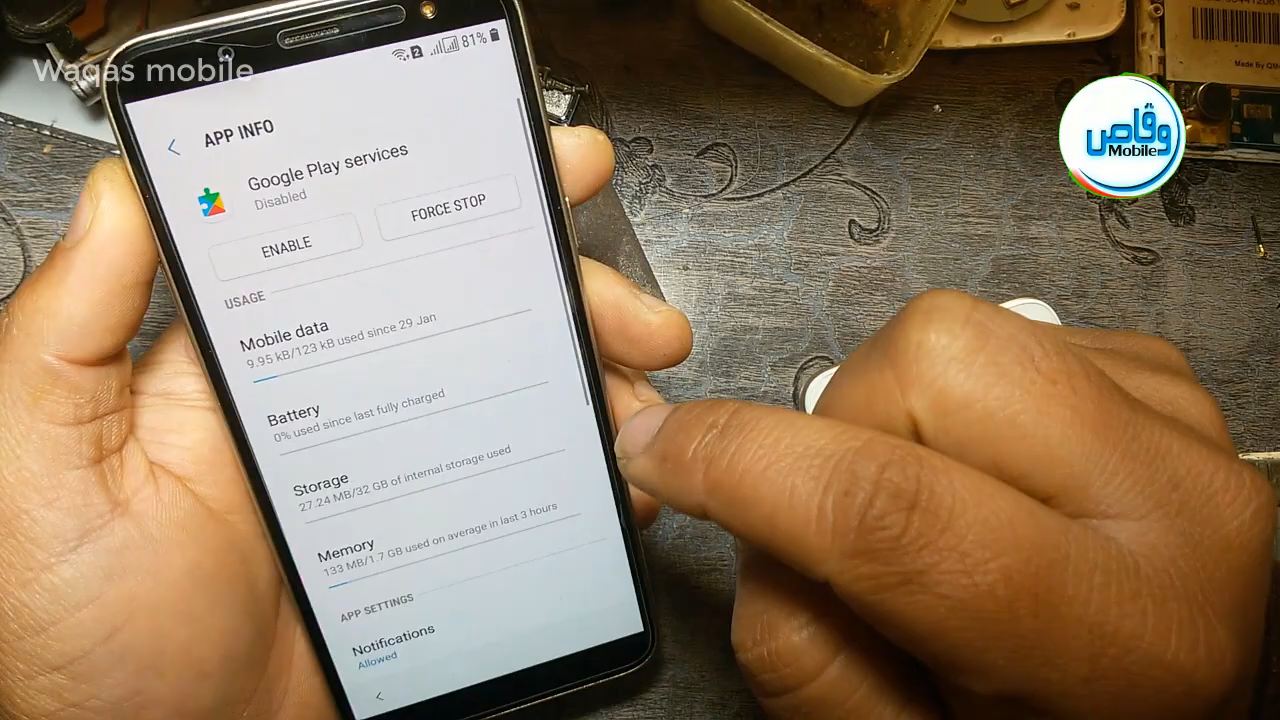 Waqas mobile
81%
APP INFO
Google Play services
Disabled
ENABLE
FORCE STOP
USAGE
Mobile data
9.95 kB/123 kB used since 29 Jan
Battery
0% used since last fully charged
Storage
27.24 MB/32 GB of internal storage used
Memory
133 MB/1.7 GB used on average in last 3 hours
APP SETTINGS
Notifications
Allowed
وقاص
Mobile